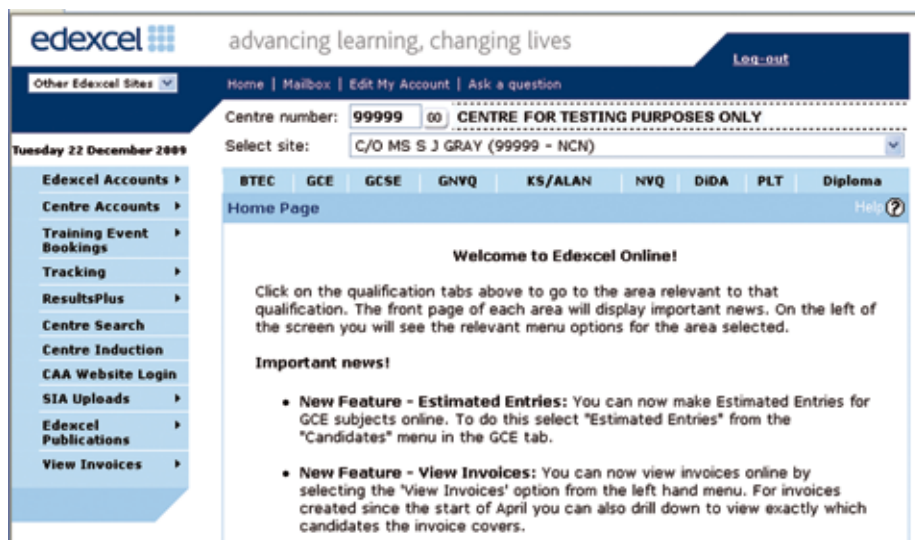 edexcel
advancing learning, changing lives
Log-out
Other Edexcel Sites
Home | Mailbox | Edit My Account | Ask a question
Centre number: 99999 GO CENTRE FOR TESTING PURPOSES ONLY
Tuesday 22 December 2009
Select site: C/O MS S J GRAY (99999 - NCN)
Edexcel Accounts
Centre Accounts
Training Event
Bookings
Tracking
ResultsPlus
Centre Search
Centre Induction
CAA Website Login
SIA Uploads
Edexcel
Publications
View Invoices
BTEC GCE GCSE GNVQ KS/ALAN NVQ DiDA PLT Diploma
Home Page Help ?
Welcome to Edexcel Online!
Click on the qualification tabs above to go to the area relevant to that
qualification. The front page of each area will display important news. On the left of
the screen you will see the relevant menu options for the area selected.
Important news!
• New Feature - Estimated Entries: You can now make Estimated Entries for
GCE subjects online. To do this select "Estimated Entries" from the
"Candidates" menu in the GCE tab.
• New Feature - View Invoices: You can now view invoices online by
selecting the 'View Invoices' option from the left hand menu. For invoices
created since the start of April you can also drill down to view exactly which
candidates the invoice covers.